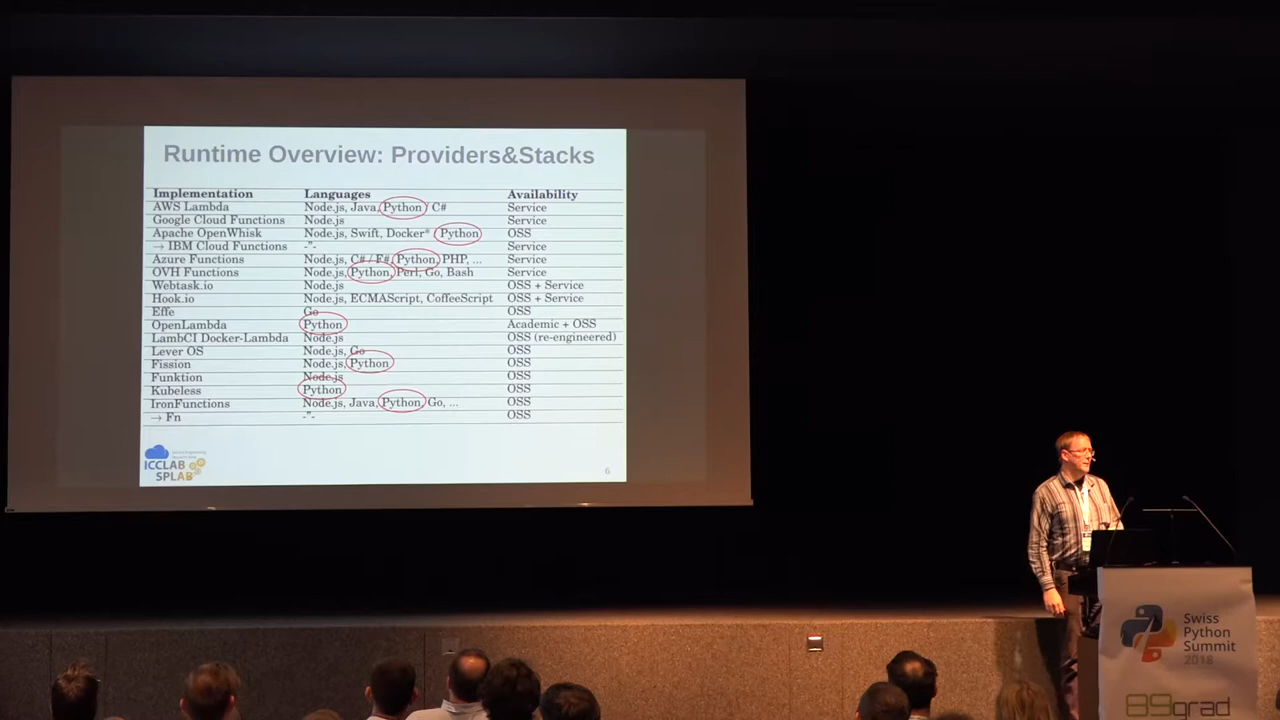 Runtime Overview: Providers&Stacks
Implementation Languages Availability
AWS Lambda Node.js, Java, Python / C# Service
Google Cloud Functions Node.js Service
Apache OpenWhisk Node.js, Swift, Docker* Python OSS
→ IBM Cloud Functions -"- Service
Azure Functions Node.js, C# / F#, Python, PHP, ... Service
OVH Functions Node.js, Python, Perl, Go, Bash Service
Webtask.io Node.js OSS + Service
Hook.io Node.js, ECMAScript, CoffeeScript OSS + Service
Effe Go OSS
OpenLambda Python Academic + OSS
LambCI Docker-Lambda Node.js OSS (re-engineered)
Lever OS Node.js, Go OSS
Fission Node.js, Python OSS
Funktion Node.js OSS
Kubeless Python OSS
IronFunctions Node.js, Java, Python, Go, ... OSS
→ Fn -"- OSS
ICCLAB
SPLAB
6
Swiss
Python
Summit
2018
89grad